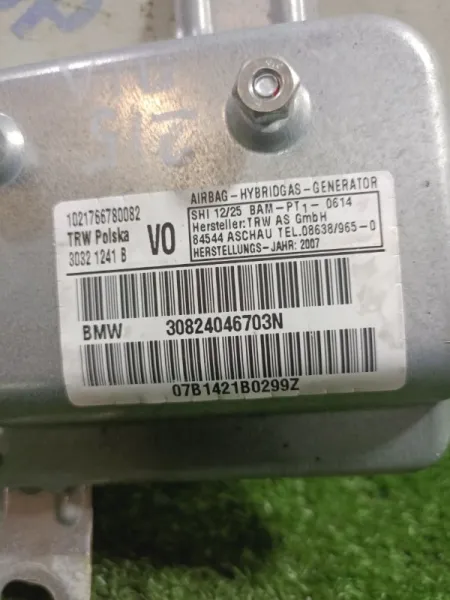 1021766780082
TRW Polska
3032 1241 B
VO
AIRBAG-HYBRIDGAS-GENERATOR
SHI 12/25 BAM-PT1-0614
Hersteller:TRW AS GmbH
84544 ASCHAU TEL.08638/965-0
HERSTELLUNGS-JAHR: 2007
BMW 30824046703N
07B1421B0299Z